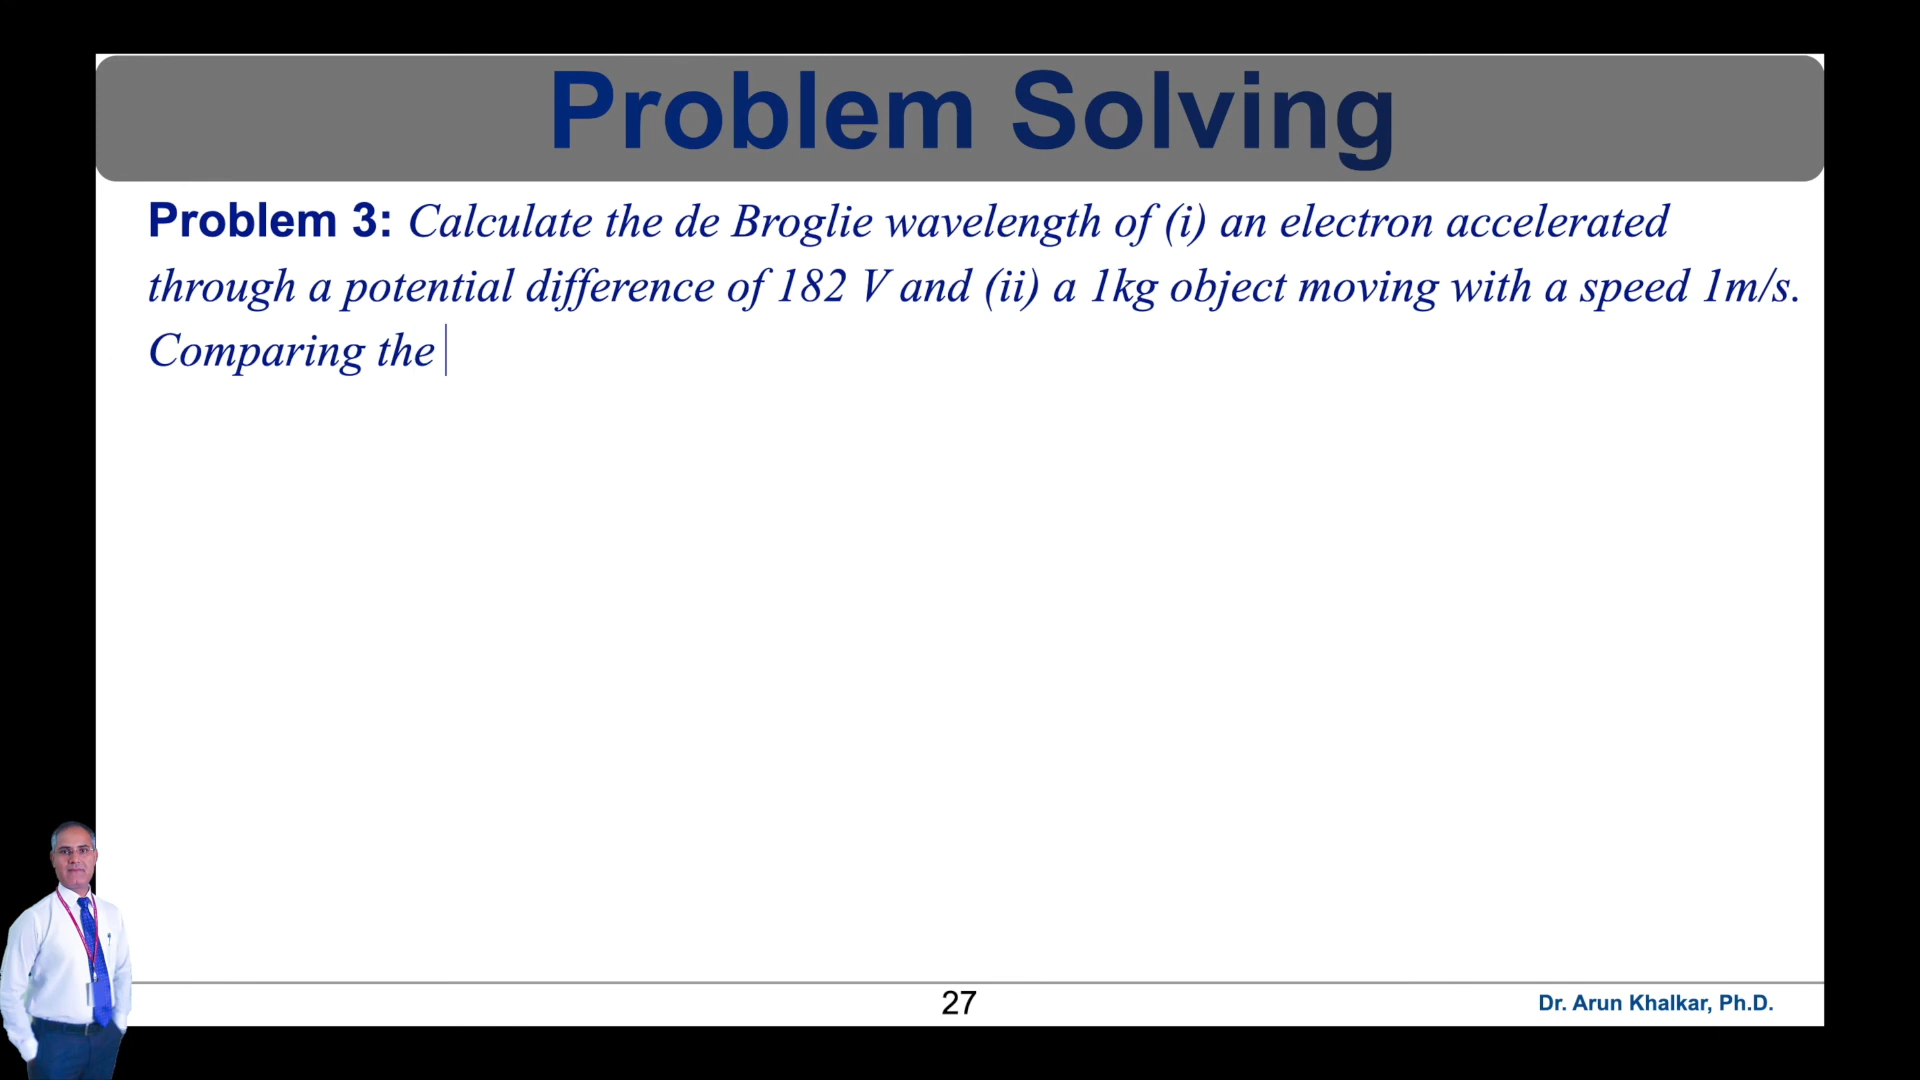 Problem Solving
Problem 3: Calculate the de Broglie wavelength of (i) an electron accelerated
through a potential difference of 182 V and (ii) a 1kg object moving with a speed 1m/s.
Comparing the
27
Dr. Arun Khalkar, Ph.D.